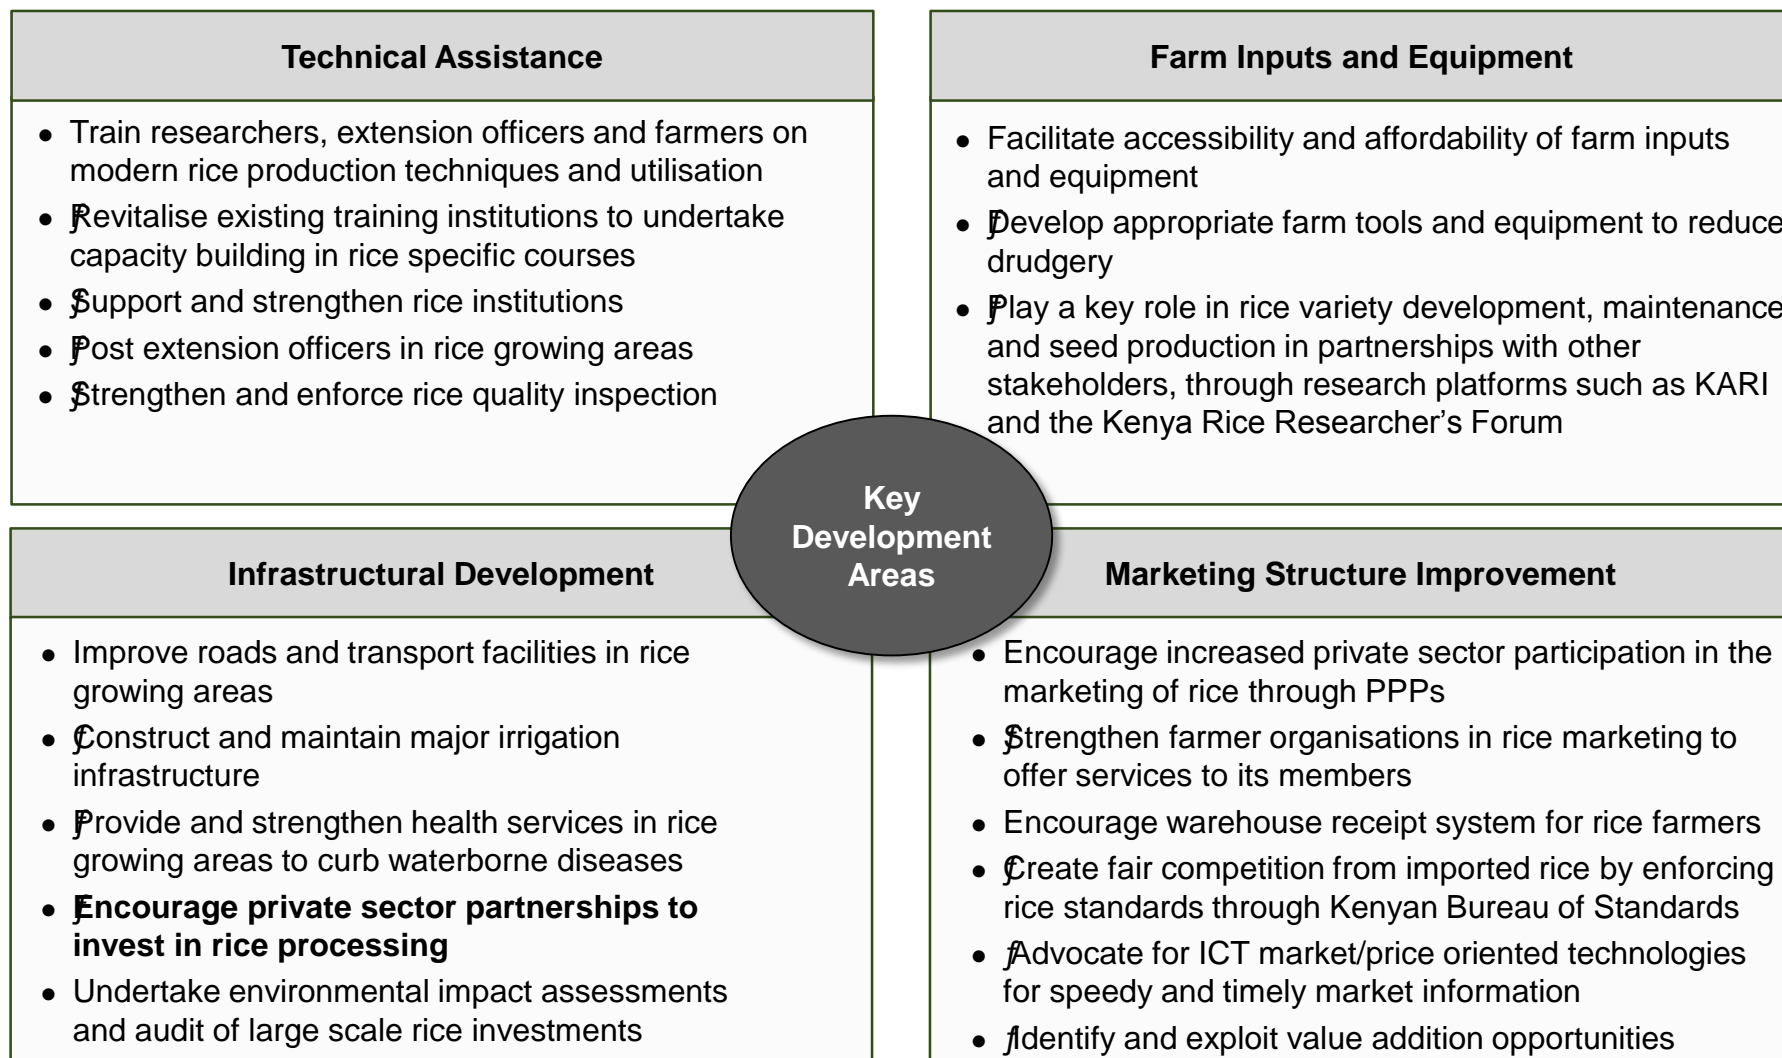 Technical Assistance
● Train researchers, extension officers and farmers on
modern rice production techniques and utilisation
● Revitalise existing training institutions to undertake
capacity building in rice specific courses
● Support and strengthen rice institutions
● Post extension officers in rice growing areas
● Strengthen and enforce rice quality inspection
Farm Inputs and Equipment
● Facilitate accessibility and affordability of farm inputs
and equipment
● Develop appropriate farm tools and equipment to reduce
drudgery
● Play a key role in rice variety development, maintenance
and seed production in partnerships with other
stakeholders, through research platforms such as KARI
and the Kenya Rice Researcher’s Forum
Key
Development
Areas
Infrastructural Development
● Improve roads and transport facilities in rice
growing areas
● Construct and maintain major irrigation
infrastructure
● Provide and strengthen health services in rice
growing areas to curb waterborne diseases
● Encourage private sector partnerships to
invest in rice processing
● Undertake environmental impact assessments
and audit of large scale rice investments
Marketing Structure Improvement
● Encourage increased private sector participation in the
marketing of rice through PPPs
● Strengthen farmer organisations in rice marketing to
offer services to its members
● Encourage warehouse receipt system for rice farmers
● Create fair competition from imported rice by enforcing
rice standards through Kenyan Bureau of Standards
● Advocate for ICT market/price oriented technologies
for speedy and timely market information
● Identify and exploit value addition opportunities